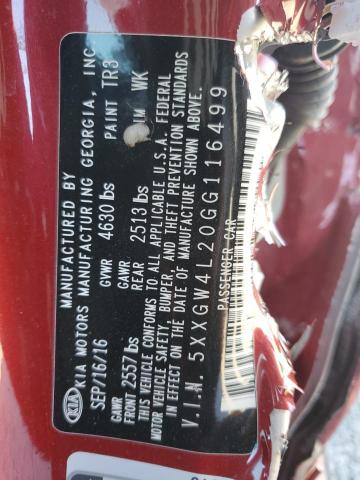 KIA
MANUFACTURED BY
KIA MOTORS MANUFACTURING GEORGIA, INC
SEP/16/16 GVWR 4630 lbs PAINT TR3
GAWR FRONT 2557 lbs GAWR REAR 2513 lbs WK
THIS VEHICLE CONFORMS TO ALL APPLICABLE U.S.A. FEDERAL
MOTOR VEHICLE SAFETY, BUMPER, AND THEFT PREVENTION STANDARDS
IN EFFECT ON THE DATE OF MANUFACTURE SHOWN ABOVE.
V.I.N. 5XXGW4L20GG116499
PASSENGER CAR